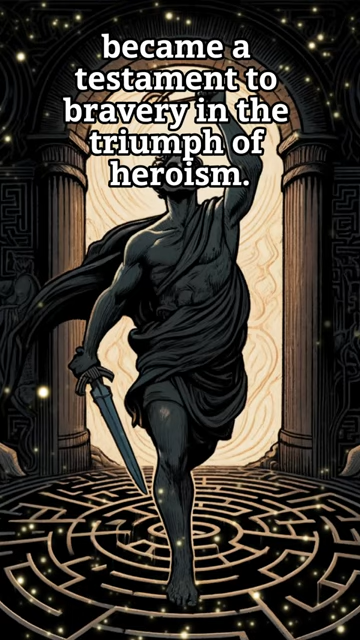 became a
testament to
bravery in the
triumph of
heroism.